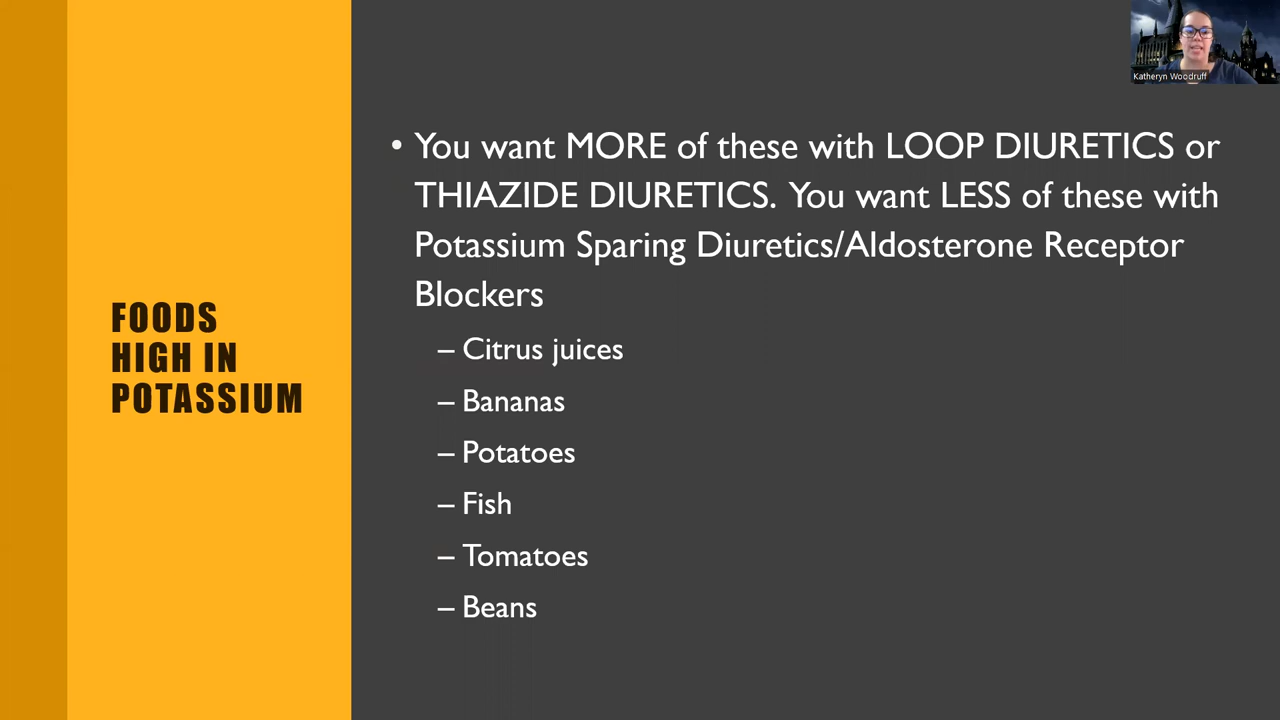 Katheryn Woodruff
FOODS
HIGH IN
POTASSIUM
• You want MORE of these with LOOP DIURETICS or
THIAZIDE DIURETICS.  You want LESS of these with
Potassium Sparing Diuretics/Aldosterone Receptor
Blockers
– Citrus juices
– Bananas
– Potatoes
– Fish
– Tomatoes
– Beans